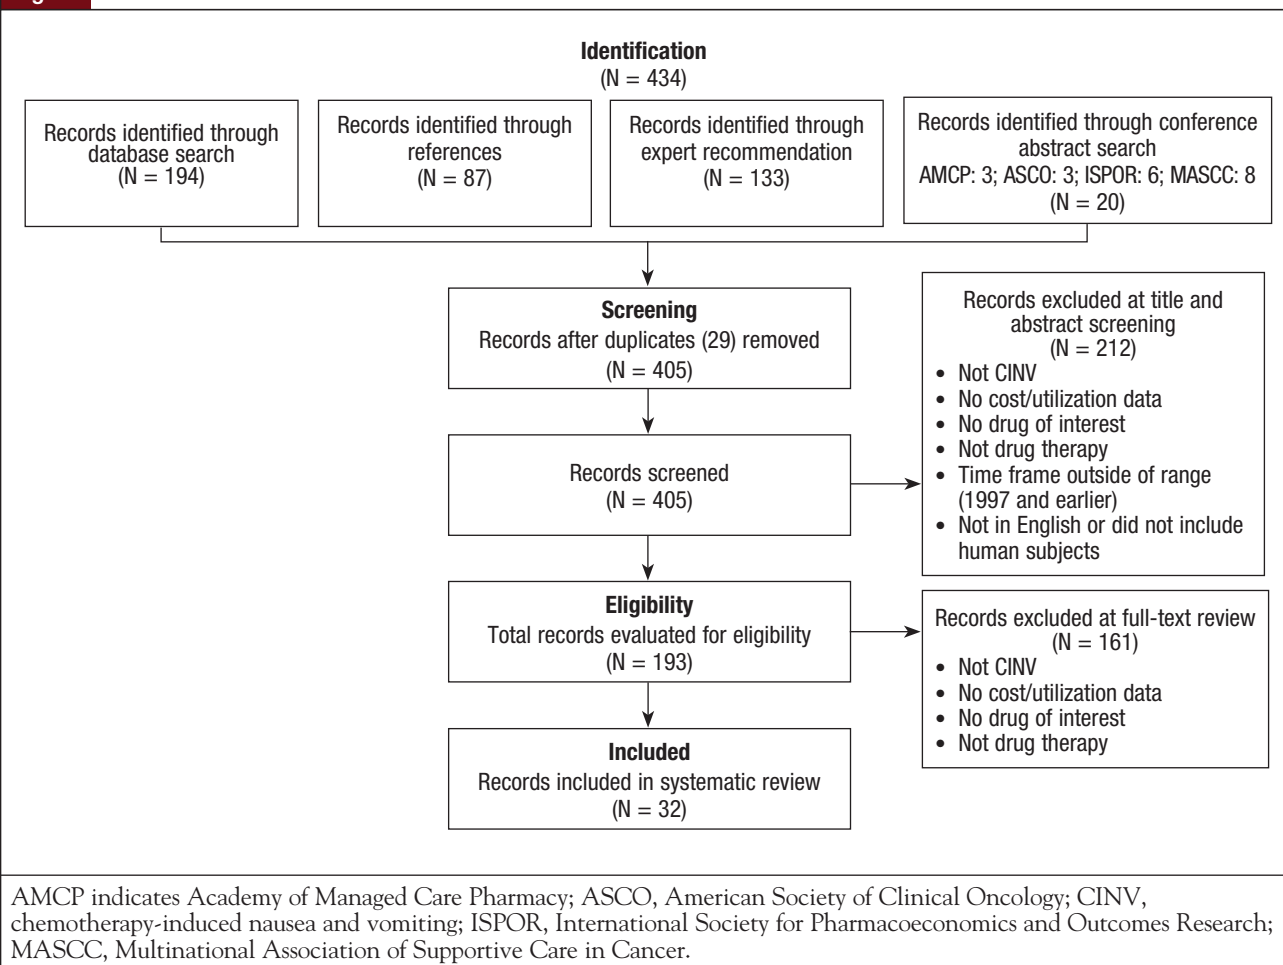 Identification
(N = 434)
Records identified through
database search
(N = 194)
Records identified through
references
(N = 87)
Records identified through
expert recommendation
(N = 133)
Records identified through conference
abstract search
AMCP: 3; ASCO: 3; ISPOR: 6; MASCC: 8
(N = 20)
Screening
Records after duplicates (29) removed
(N = 405)
Records excluded at title and
abstract screening
(N = 212)
• Not CINV
• No cost/utilization data
• No drug of interest
• Not drug therapy
• Time frame outside of range
(1997 and earlier)
• Not in English or did not include
human subjects
Records screened
(N = 405)
Eligibility
Total records evaluated for eligibility
(N = 193)
Records excluded at full-text review
(N = 161)
• Not CINV
• No cost/utilization data
• No drug of interest
• Not drug therapy
Included
Records included in systematic review
(N = 32)
AMCP indicates Academy of Managed Care Pharmacy; ASCO, American Society of Clinical Oncology; CINV,
chemotherapy-induced nausea and vomiting; ISPOR, International Society for Pharmacoeconomics and Outcomes Research;
MASCC, Multinational Association of Supportive Care in Cancer.